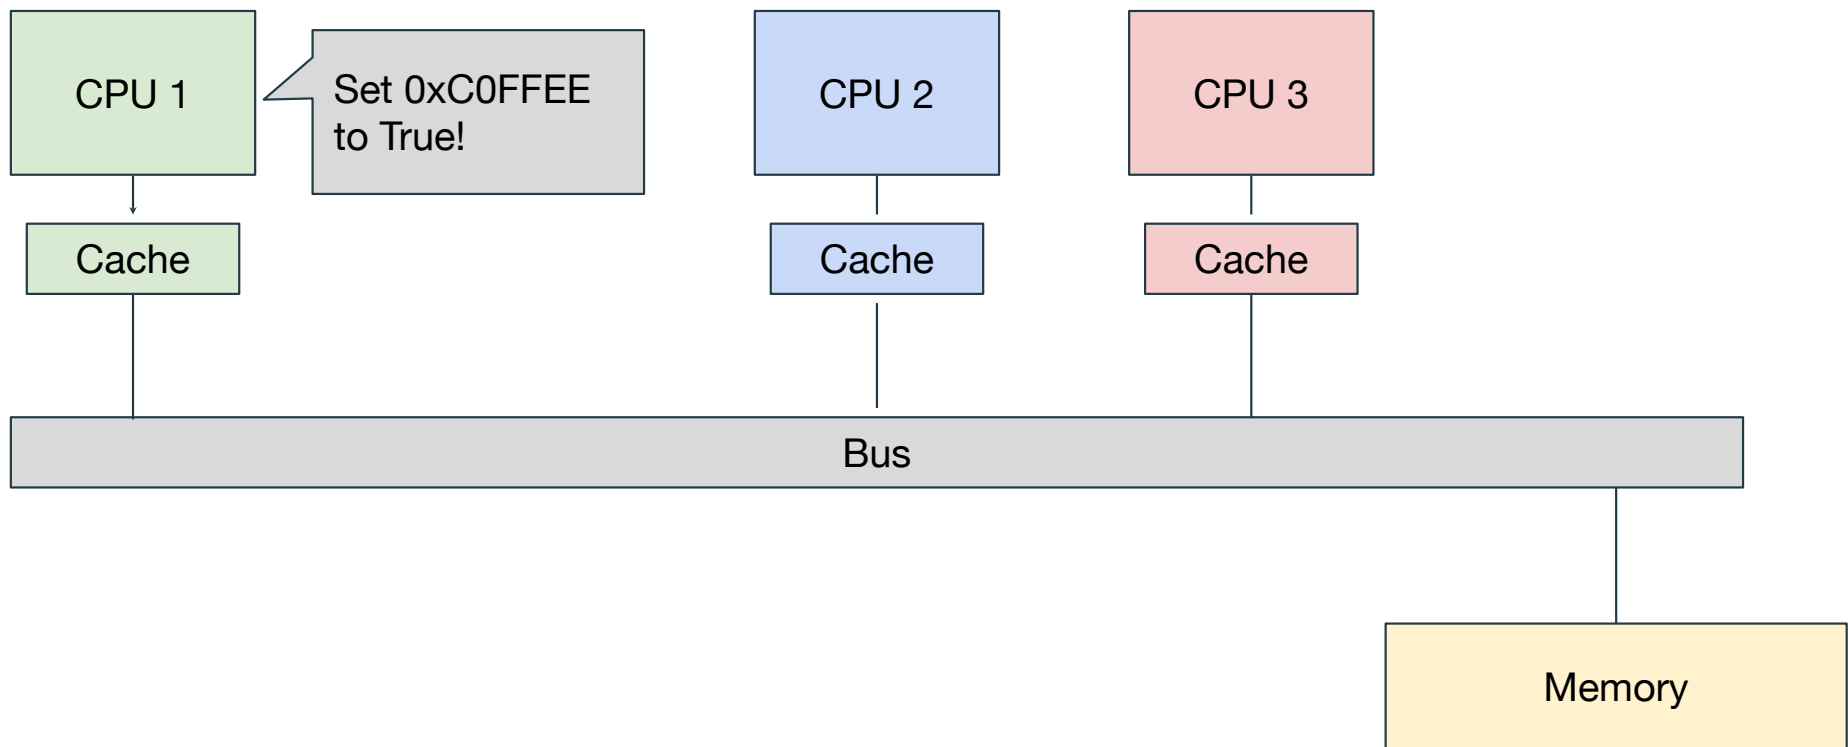 CPU 1
Set 0xC0FFEE
to True!
CPU 2
CPU 3
Cache
Cache
Cache
Bus
Memory